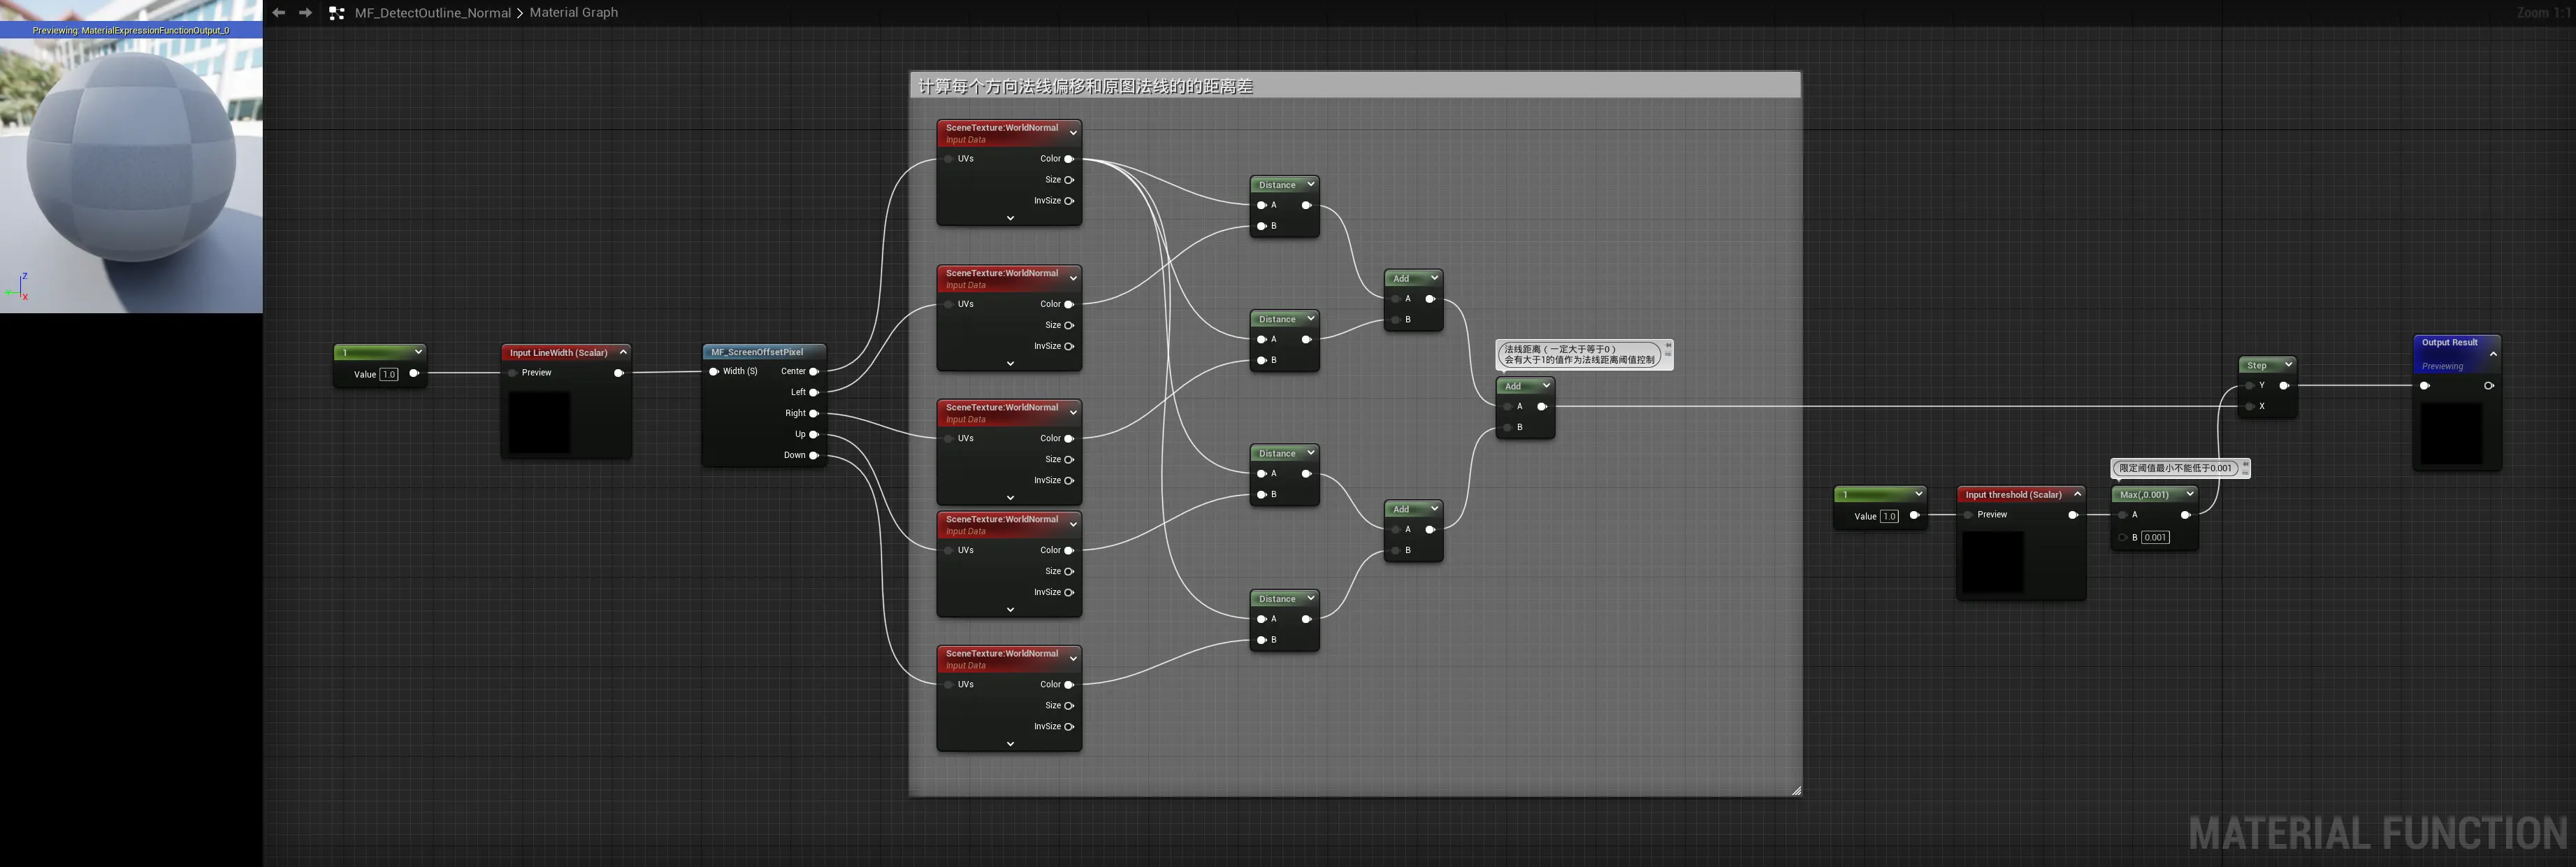 MF_DetectOutline_Normal > Material Graph
Zoom 1:1
Previewing: MaterialExpressionFunctionOutput_0
Z
Y
X
计算每个方向法线偏移和原图法线的的距离差
1
Value 1.0
Input LineWidth (Scalar)
Preview
MF_ScreenOffsetPixel
Width (S) Center
Left
Right
Up
Down
SceneTexture:WorldNormal
Input Data
UVs Color
Size
InvSize
SceneTexture:WorldNormal
Input Data
UVs Color
Size
InvSize
SceneTexture:WorldNormal
Input Data
UVs Color
Size
InvSize
SceneTexture:WorldNormal
Input Data
UVs Color
Size
InvSize
SceneTexture:WorldNormal
Input Data
UVs Color
Size
InvSize
Distance
A
B
Distance
A
B
Distance
A
B
Distance
A
B
Add
A
B
Add
A
B
法线距离（一定大于等于0）
会有大于1的值作为法线距离阈值控制
Add
A
B
1
Value 1.0
Input threshold (Scalar)
Preview
限定阈值最小不能低于0.001
Max(,0.001)
A
B 0.001
Step
Y
X
Output Result
Previewing
MATERIAL FUNCTION